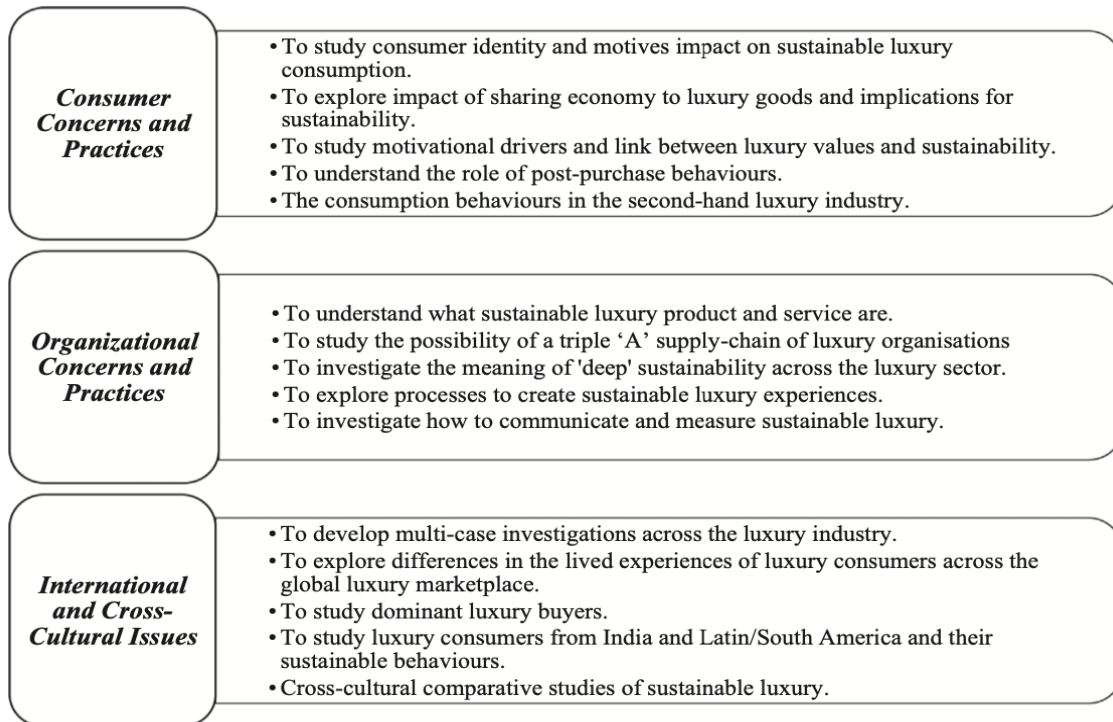 Consumer
Concerns and
Practices
• To study consumer identity and motives impact on sustainable luxury
consumption.
• To explore impact of sharing economy to luxury goods and implications for
sustainability.
• To study motivational drivers and link between luxury values and sustainability.
• To understand the role of post-purchase behaviours.
• The consumption behaviours in the second-hand luxury industry.
Organizational
Concerns and
Practices
• To understand what sustainable luxury product and service are.
• To study the possibility of a triple ‘A’ supply-chain of luxury organisations
• To investigate the meaning of 'deep' sustainability across the luxury sector.
• To explore processes to create sustainable luxury experiences.
• To investigate how to communicate and measure sustainable luxury.
International
and Cross-
Cultural Issues
• To develop multi-case investigations across the luxury industry.
• To explore differences in the lived experiences of luxury consumers across the
global luxury marketplace.
• To study dominant luxury buyers.
• To study luxury consumers from India and Latin/South America and their
sustainable behaviours.
• Cross-cultural comparative studies of sustainable luxury.